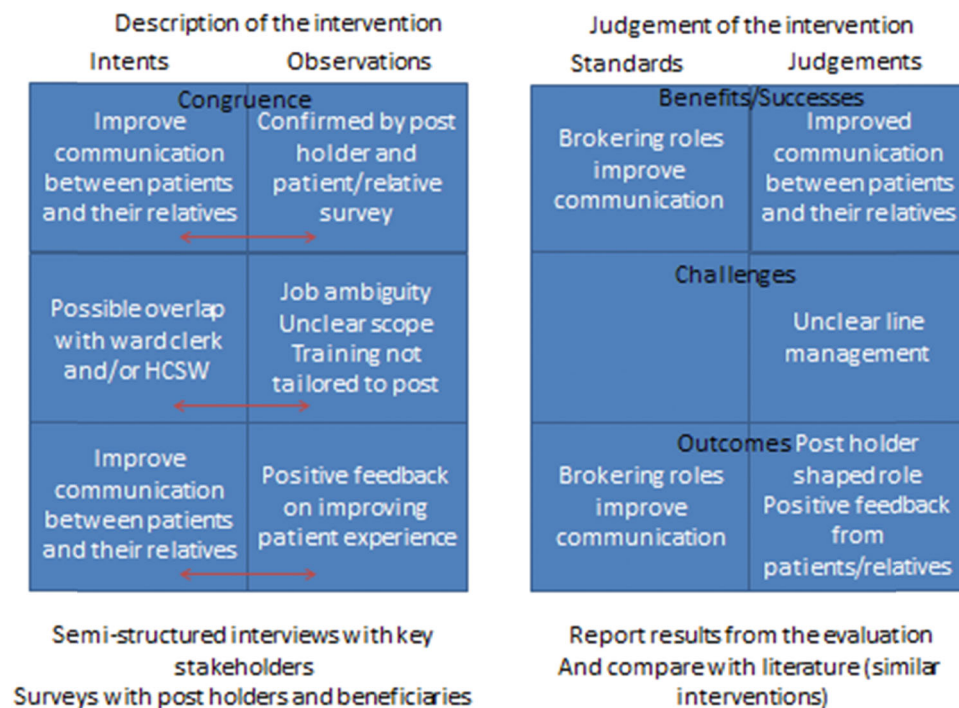 Description of the intervention
Intents
Observations
Congruence
Improve
communication
between patients
and their relatives
Confirmed by post
holder and
patient/relative
survey
Possible overlap
with ward clerk
and/or HCSW
Job ambiguity
Unclear scope
Training not
tailored to post
Improve
communication
between patients
and their relatives
Positive feedback
on improving
patient experience
Semi-structured interviews with key
stakeholders
Surveys with post holders and beneficiaries
Judgement of the intervention
Standards
Judgements
Benefits/Successes
Brokering roles
improve
communication
Improved
communication
between patients
and their relatives
Challenges
Unclear line
management
Outcomes
Brokering roles
improve
communication
Post holder
shaped role
Positive feedback
from
patients/relatives
Report results from the evaluation
And compare with literature (similar
interventions)